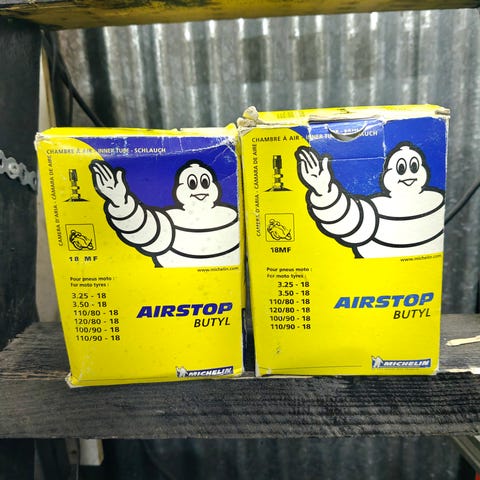 CHAMBRE À AIR - INNER TUBE - SCHLAUCH
CAMERA D'ARIA - CÁMARA DE AIRE
18 MF
www.michelin.com
Pour pneus moto :
For moto tyres :
3.25 - 18
3.50 - 18
110/80 - 18
120/80 - 18
100/90 - 18
110/90 - 18
AIRSTOP
BUTYL
MICHELIN
CHAMBRE À AIR - INNER TUBE - SCHLAUCH
CAMERA D'ARIA - CÁMARA DE AIRE
18MF
www.michelin.com
Pour pneus moto :
For moto tyres :
3.25 - 18
3.50 - 18
110/80 - 18
120/80 - 18
100/90 - 18
110/90 - 18
AIRSTOP
BUTYL
MICHELIN